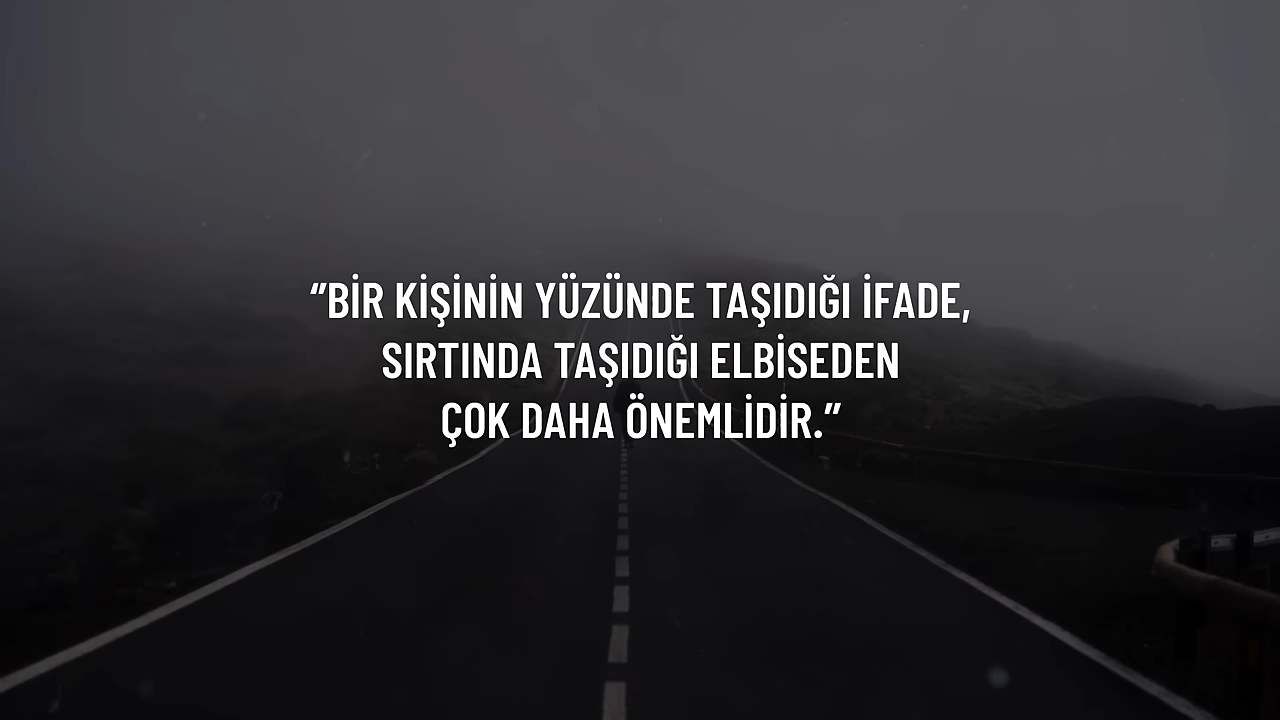 “BİR KİŞİNİN YÜZÜNDE TAŞIDIĞI İFADE,
SIRTINDA TAŞIDIĞI ELBİSEDEN
ÇOK DAHA ÖNEMLİDİR.”